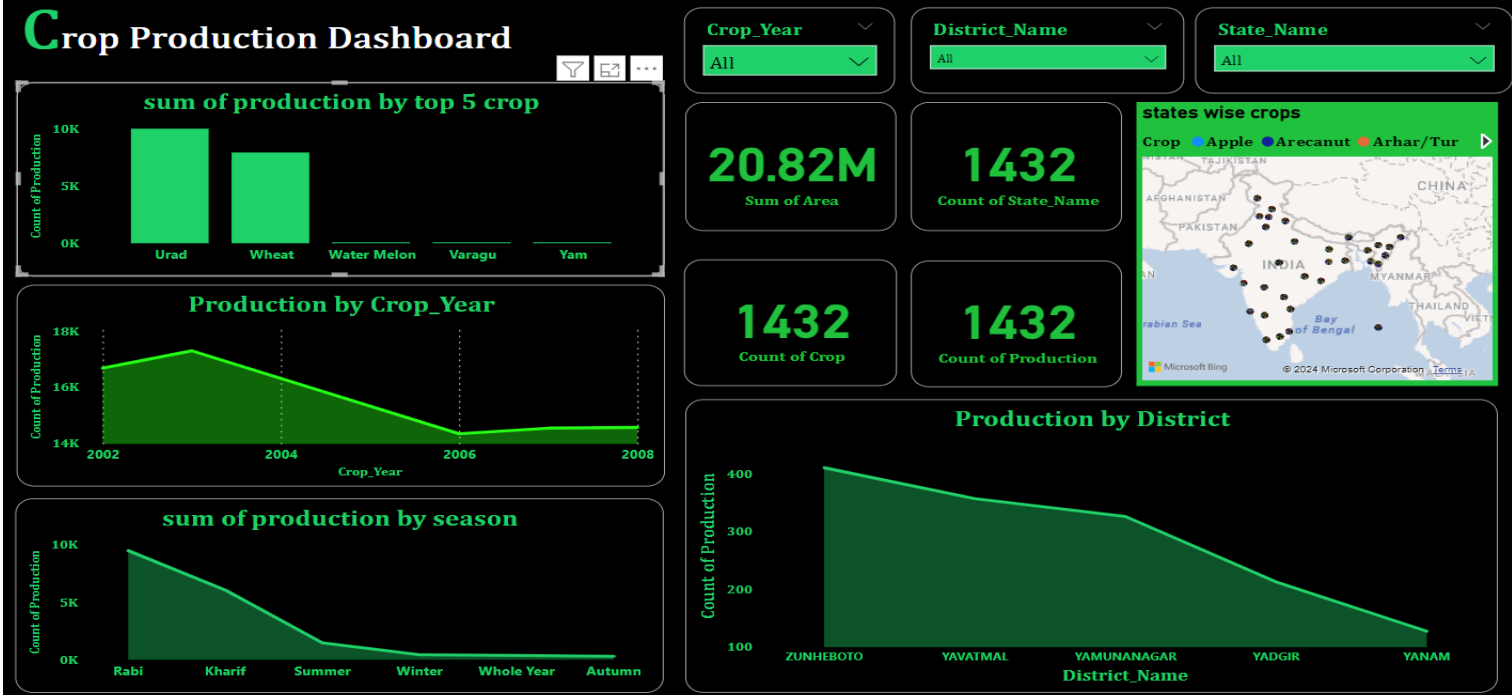 Crop Production Dashboard
Crop_Year
All
District_Name
All
State_Name
All
sum of production by top 5 crop
Count of Production
10K
5K
0K
Urad Wheat Water Melon Varagu Yam
20.82M
Sum of Area
1432
Count of State_Name
1432
Count of Crop
1432
Count of Production
states wise crops
Crop Apple Arecanut Arhar/Tur
TAJIKISTAN
CHINA
AFGHANISTAN
PAKISTAN
INDIA
MYANMAR
THAILAND
Bay
of Bengal
rabian Sea
Microsoft Bing
© 2024 Microsoft Corporation Terms
Production by Crop_Year
Count of Production
18K
16K
14K
2002 2004 2006 2008
Crop_Year
sum of production by season
Count of Production
10K
5K
0K
Rabi Kharif Summer Winter Whole Year Autumn
Production by District
Count of Production
400
300
200
100
ZUNHEBOTO YAVATMAL YAMUNANAGAR YADGIR YANAM
District_Name